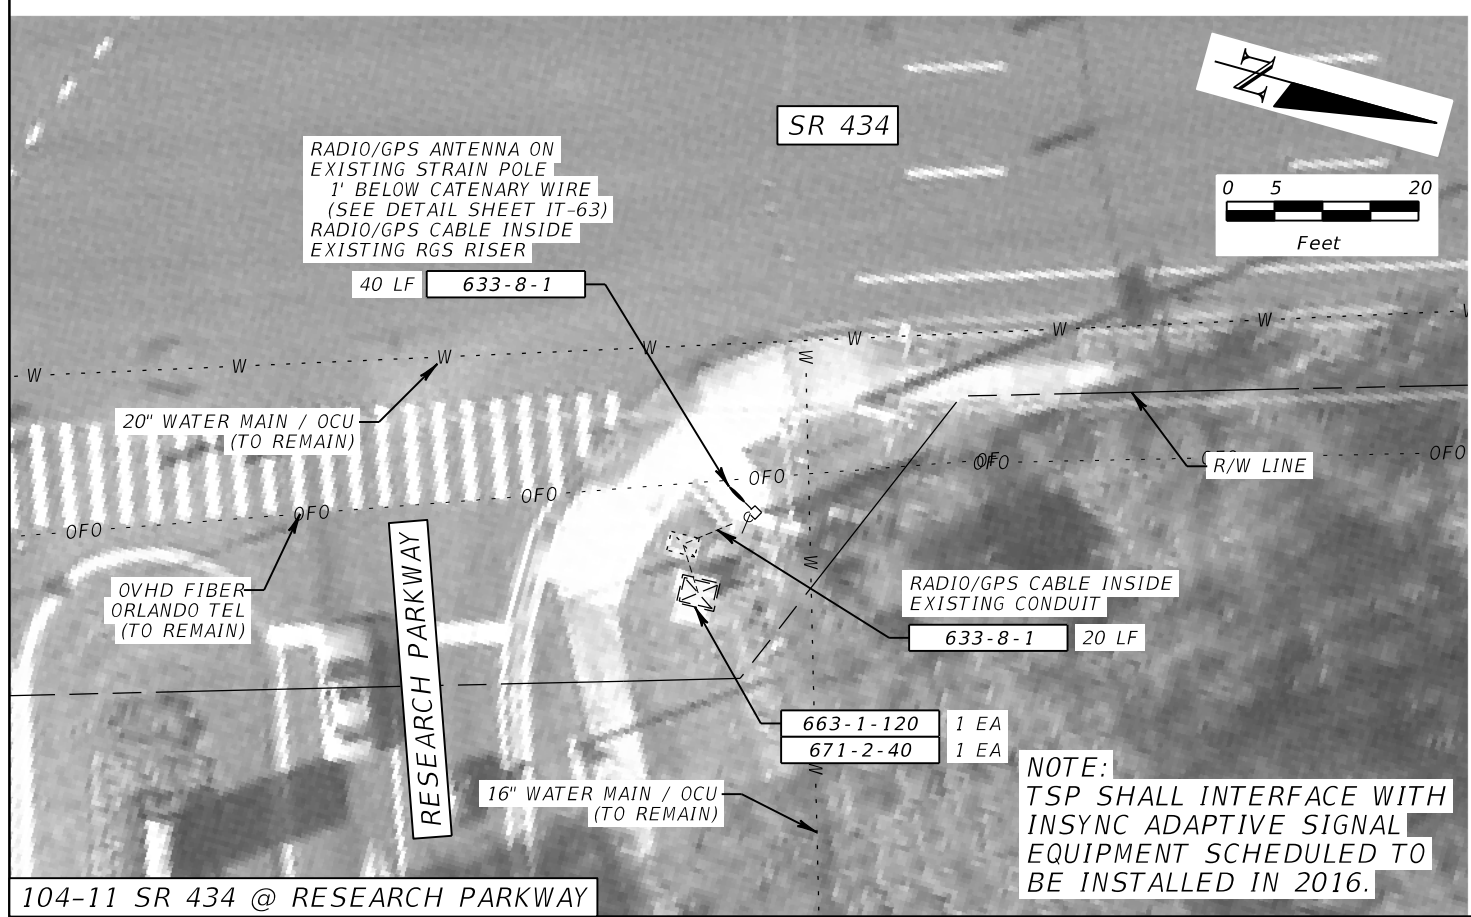 N
SR 434
0 5 20
Feet
RADIO/GPS ANTENNA ON
EXISTING STRAIN POLE
1' BELOW CATENARY WIRE
(SEE DETAIL SHEET IT-63)
RADIO/GPS CABLE INSIDE
EXISTING RGS RISER
40 LF 633-8-1
W W W W W W W W
W
20" WATER MAIN / OCU
(TO REMAIN)
R/W LINE
OFO OFO OFO OFO OFO OFO
OVHD FIBER
ORLANDO TEL
(TO REMAIN)
RESEARCH PARKWAY
W
RADIO/GPS CABLE INSIDE
EXISTING CONDUIT
633-8-1 20 LF
663-1-120 1 EA
671-2-40 1 EA
W
16" WATER MAIN / OCU
(TO REMAIN)
NOTE:
TSP SHALL INTERFACE WITH
INSYNC ADAPTIVE SIGNAL
EQUIPMENT SCHEDULED TO
BE INSTALLED IN 2016.
104-11 SR 434 @ RESEARCH PARKWAY